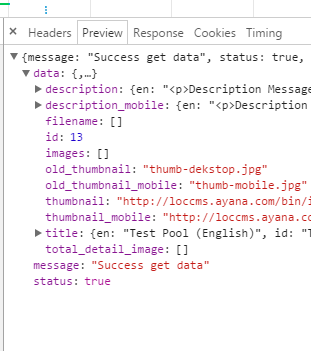 Headers Preview Response Cookies Timing
{message: "Success get data", status: true,
data: {,…}
description: {en: "<p>Description Message
description_mobile: {en: "<p>Description
filename: []
id: 13
images: []
old_thumbnail: "thumb-dekstop.jpg"
old_thumbnail_mobile: "thumb-mobile.jpg"
thumbnail: "http://loccms.ayana.com/bin/i
thumbnail_mobile: "http://loccms.ayana.co
title: {en: "Test Pool (English)", id: "T
total_detail_image: []
message: "Success get data"
status: true